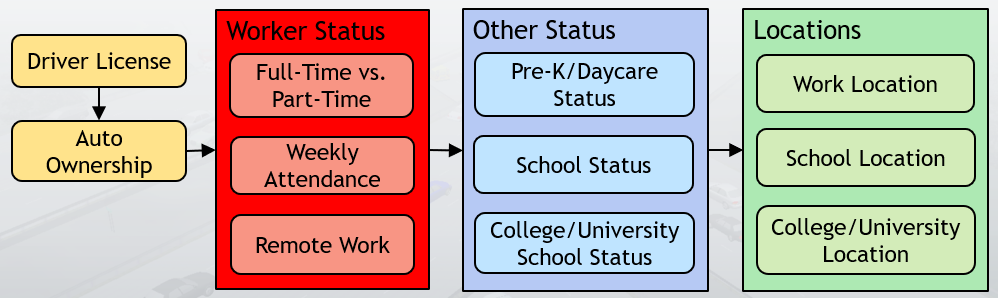 Driver License
Auto
Ownership
Worker Status
Full-Time vs.
Part-Time
Weekly
Attendance
Remote Work
Other Status
Pre-K/Daycare
Status
School Status
College/University
School Status
Locations
Work Location
School Location
College/University
Location